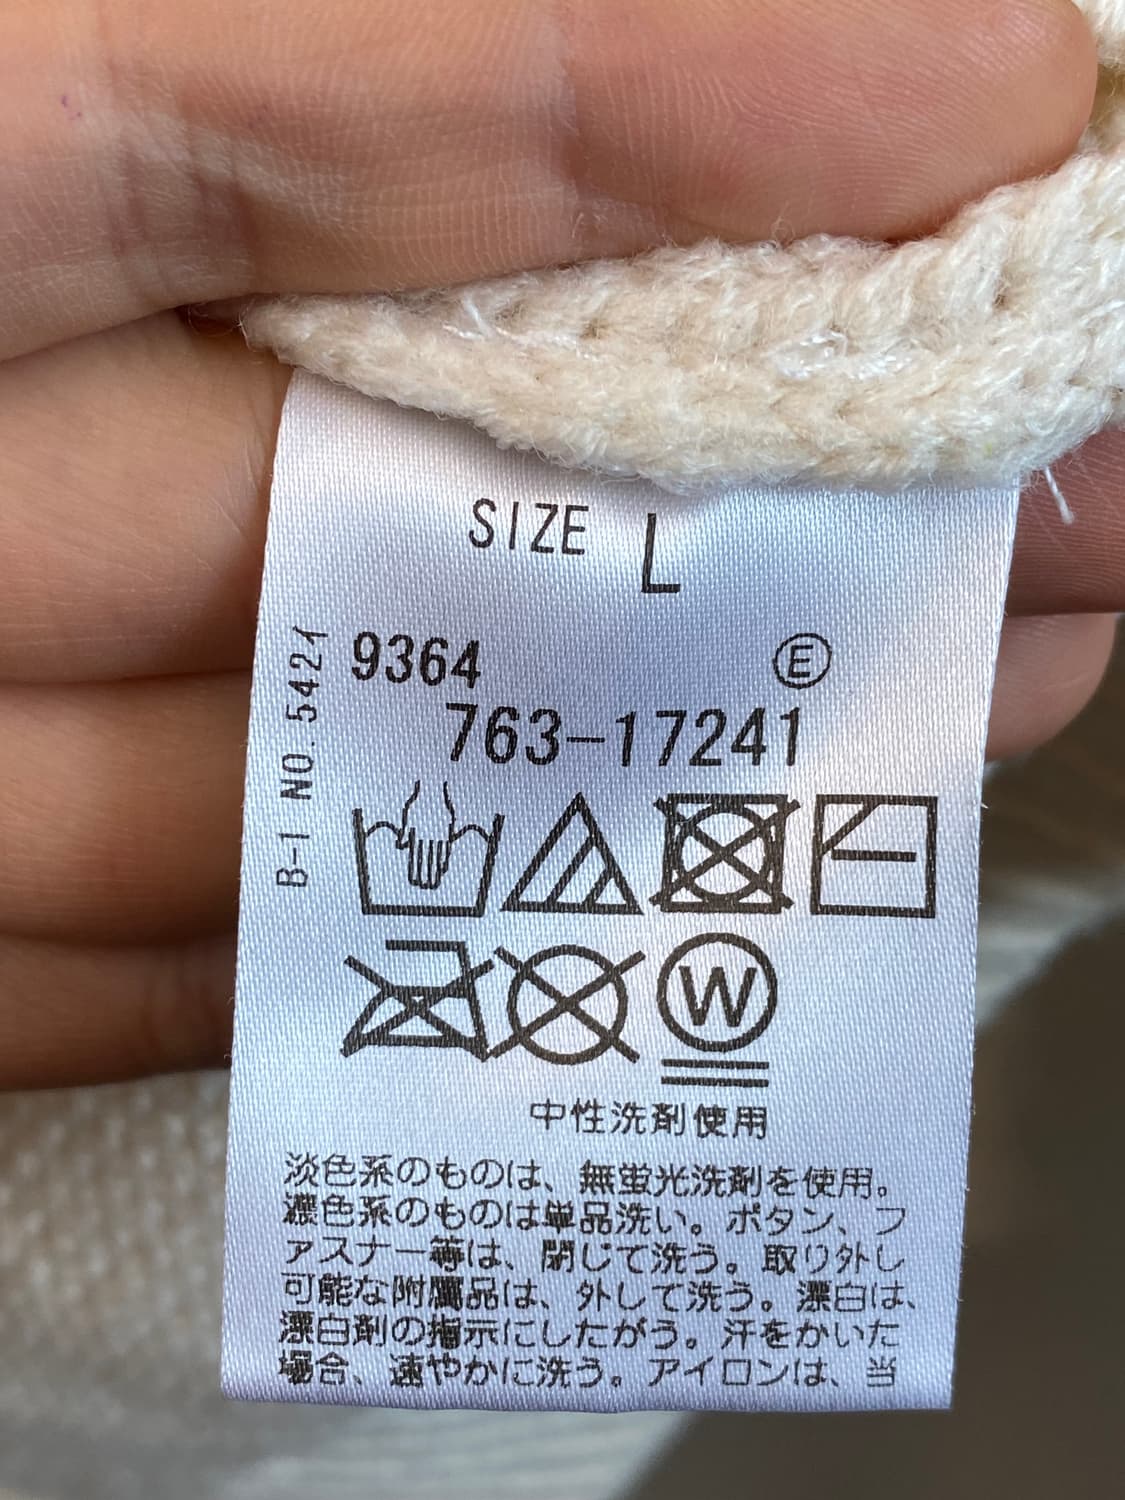 SIZE L
B-1 NO.5421
9364 Ⓔ
763-17241
W
中性洗剤使用
淡色系のものは、無蛍光洗剤を使用。
濃色系のものは単品洗い。ボタン、フ
ァスナー等は、閉じて洗う。取り外し
可能な附属品は、外して洗う。漂白は、
漂白剤の指示にしたがう。汗をかいた
場合、速やかに洗う。アイロンは、当